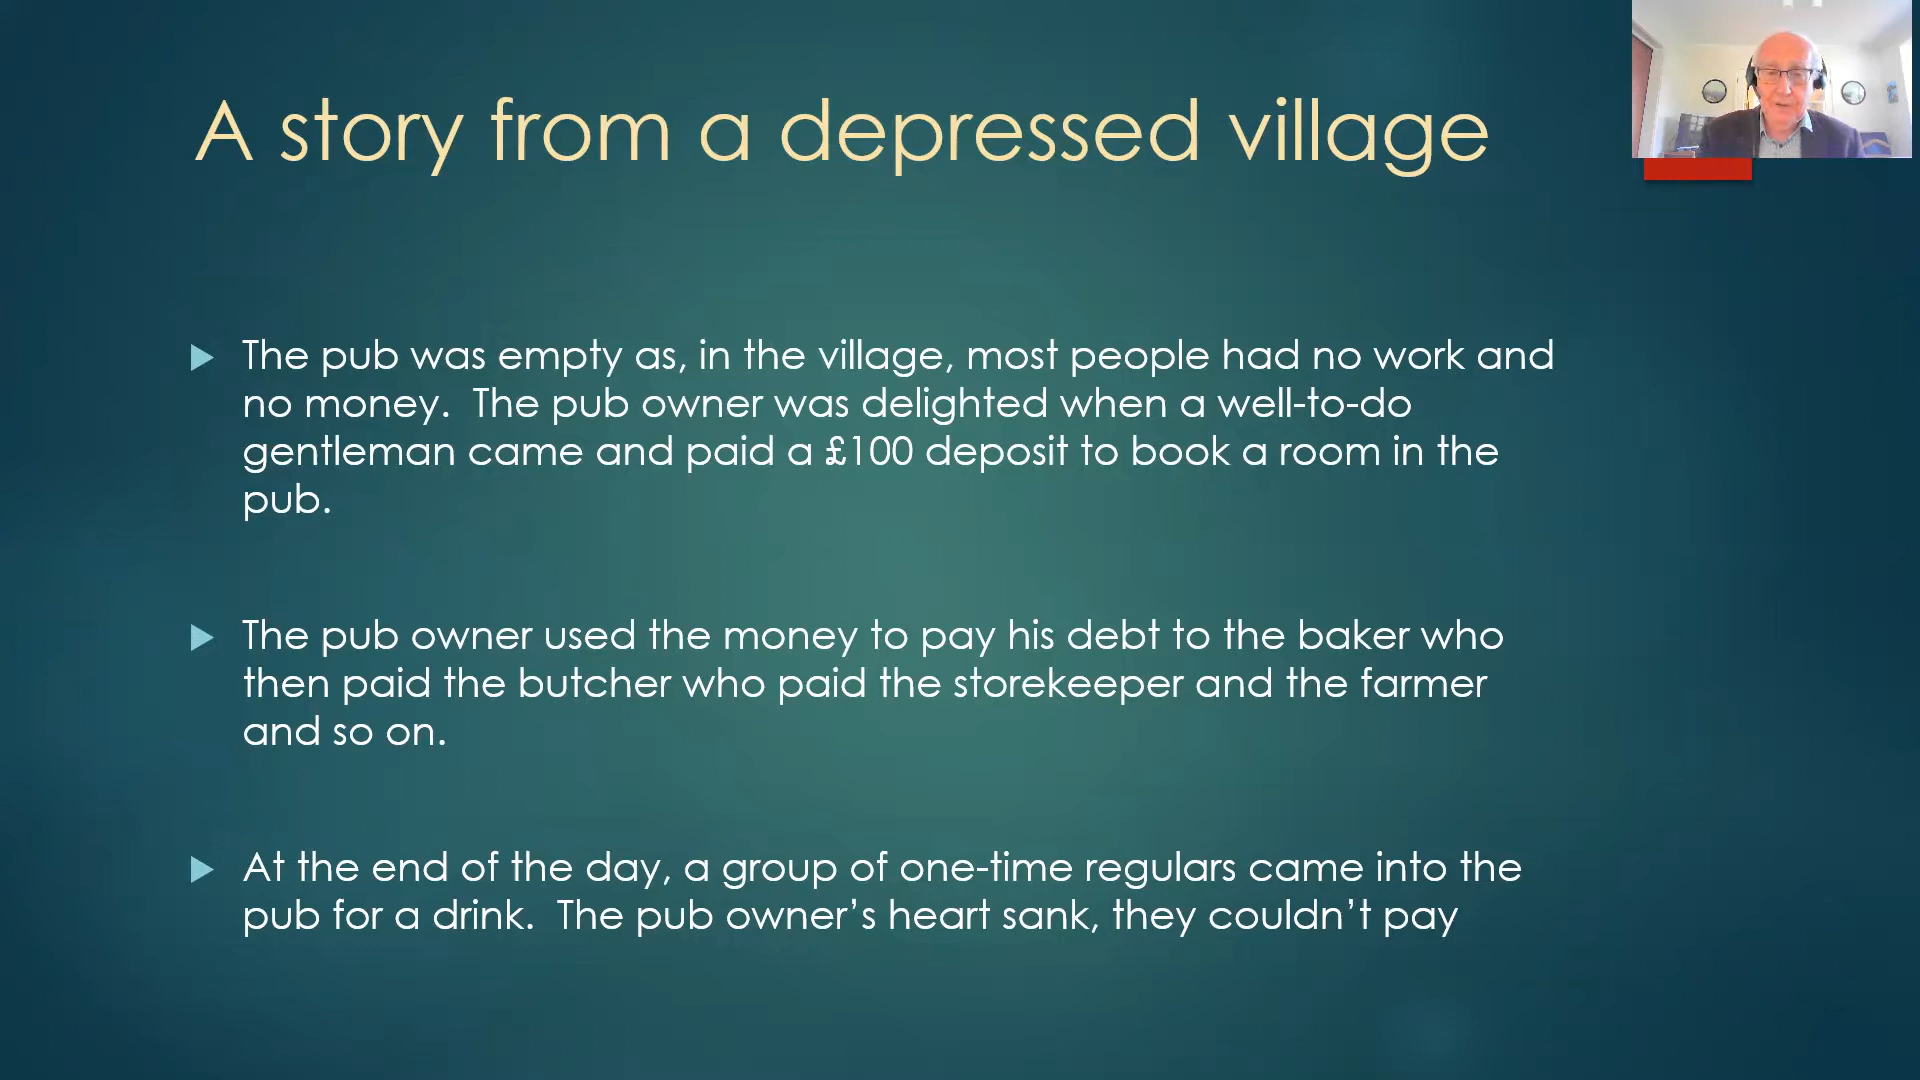 A story from a depressed village
The pub was empty as, in the village, most people had no work and
no money.  The pub owner was delighted when a well-to-do
gentleman came and paid a £100 deposit to book a room in the
pub.
The pub owner used the money to pay his debt to the baker who
then paid the butcher who paid the storekeeper and the farmer
and so on.
At the end of the day, a group of one-time regulars came into the
pub for a drink.  The pub owner’s heart sank, they couldn’t pay